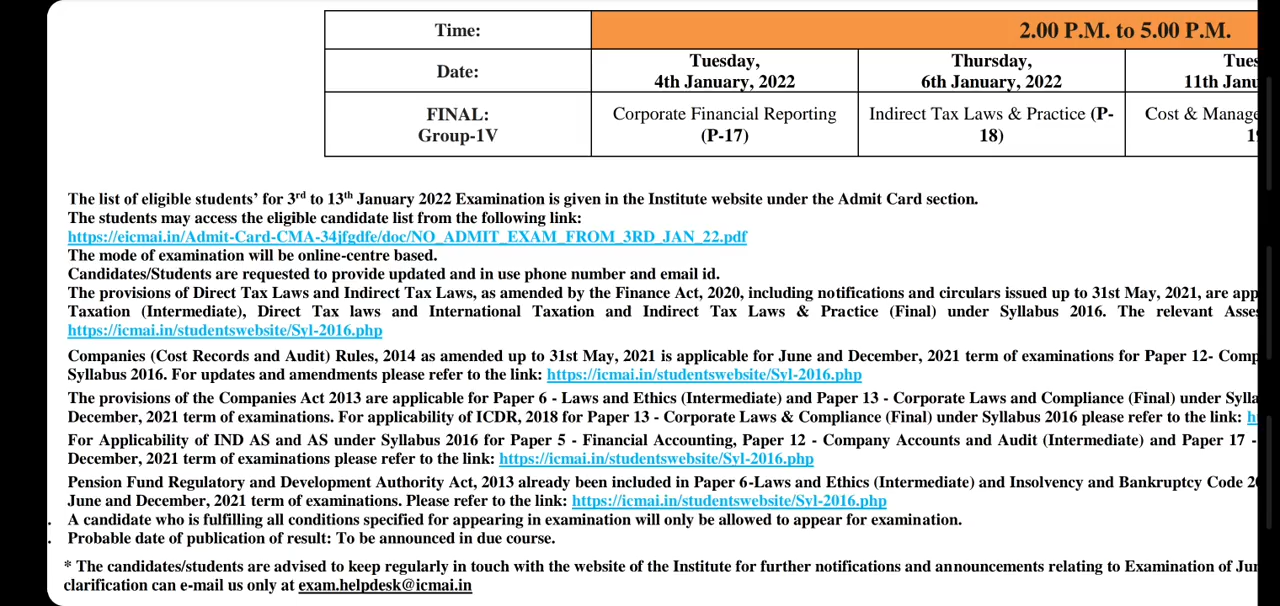 Time: 2.00 P.M. to 5.00 P.M.
Date: Tuesday, 4th January, 2022 Thursday, 6th January, 2022 11th
FINAL: Group-1V Corporate Financial Reporting (P-17) Indirect Tax Laws & Practice (P-18) Cost &
The list of eligible students’ for 3rd to 13th January 2022 Examination is given in the Institute website under the Admit Card section.
The students may access the eligible candidate list from the following link:
https://eicmai.in/Admit-Card-CMA-34jfgdfe/doc/NO_ADMIT_EXAM_FROM_3RD_JAN_22.pdf
The mode of examination will be online-centre based.
Candidates/Students are requested to provide updated and in use phone number and email id.
The provisions of Direct Tax Laws and Indirect Tax Laws, as amended by the Finance Act, 2020, including notifications and circulars issued up to 31st May, 2021, are
Taxation (Intermediate), Direct Tax laws and International Taxation and Indirect Tax Laws & Practice (Final) under Syllabus 2016. The relevant
https://icmai.in/studentswebsite/Syl-2016.php
Companies (Cost Records and Audit) Rules, 2014 as amended up to 31st May, 2021 is applicable for June and December, 2021 term of examinations for Paper 12-
Syllabus 2016. For updates and amendments please refer to the link: https://icmai.in/studentswebsite/Syl-2016.php
The provisions of the Companies Act 2013 are applicable for Paper 6 - Laws and Ethics (Intermediate) and Paper 13 - Corporate Laws and Compliance (Final) under
December, 2021 term of examinations. For applicability of ICDR, 2018 for Paper 13 - Corporate Laws & Compliance (Final) under Syllabus 2016 please refer to the link:
For Applicability of IND AS and AS under Syllabus 2016 for Paper 5 - Financial Accounting, Paper 12 - Company Accounts and Audit (Intermediate) and Paper 17 -
December, 2021 term of examinations please refer to the link: https://icmai.in/studentswebsite/Syl-2016.php
Pension Fund Regulatory and Development Authority Act, 2013 already been included in Paper 6-Laws and Ethics (Intermediate) and Insolvency and Bankruptcy Code
June and December, 2021 term of examinations. Please refer to the link: https://icmai.in/studentswebsite/Syl-2016.php
. A candidate who is fulfilling all conditions specified for appearing in examination will only be allowed to appear for examination.
. Probable date of publication of result: To be announced in due course.
* The candidates/students are advised to keep regularly in touch with the website of the Institute for further notifications and announcements relating to Examination of
clarification can e-mail us only at exam.helpdesk@icmai.in